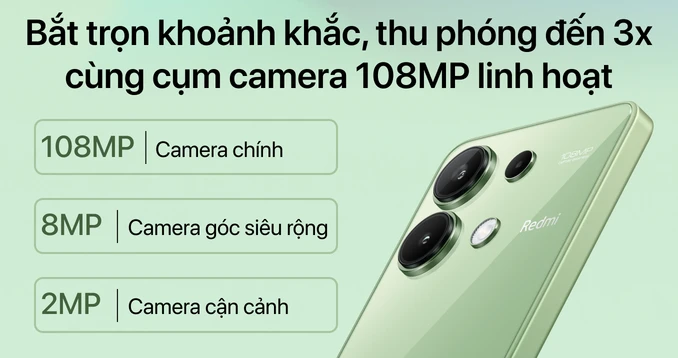 Bắt trọn khoảnh khắc, thu phóng đến 3x
cùng cụm camera 108MP linh hoạt
108MP | Camera chính
8MP | Camera góc siêu rộng
2MP | Camera cận cảnh
108MP
Redmi